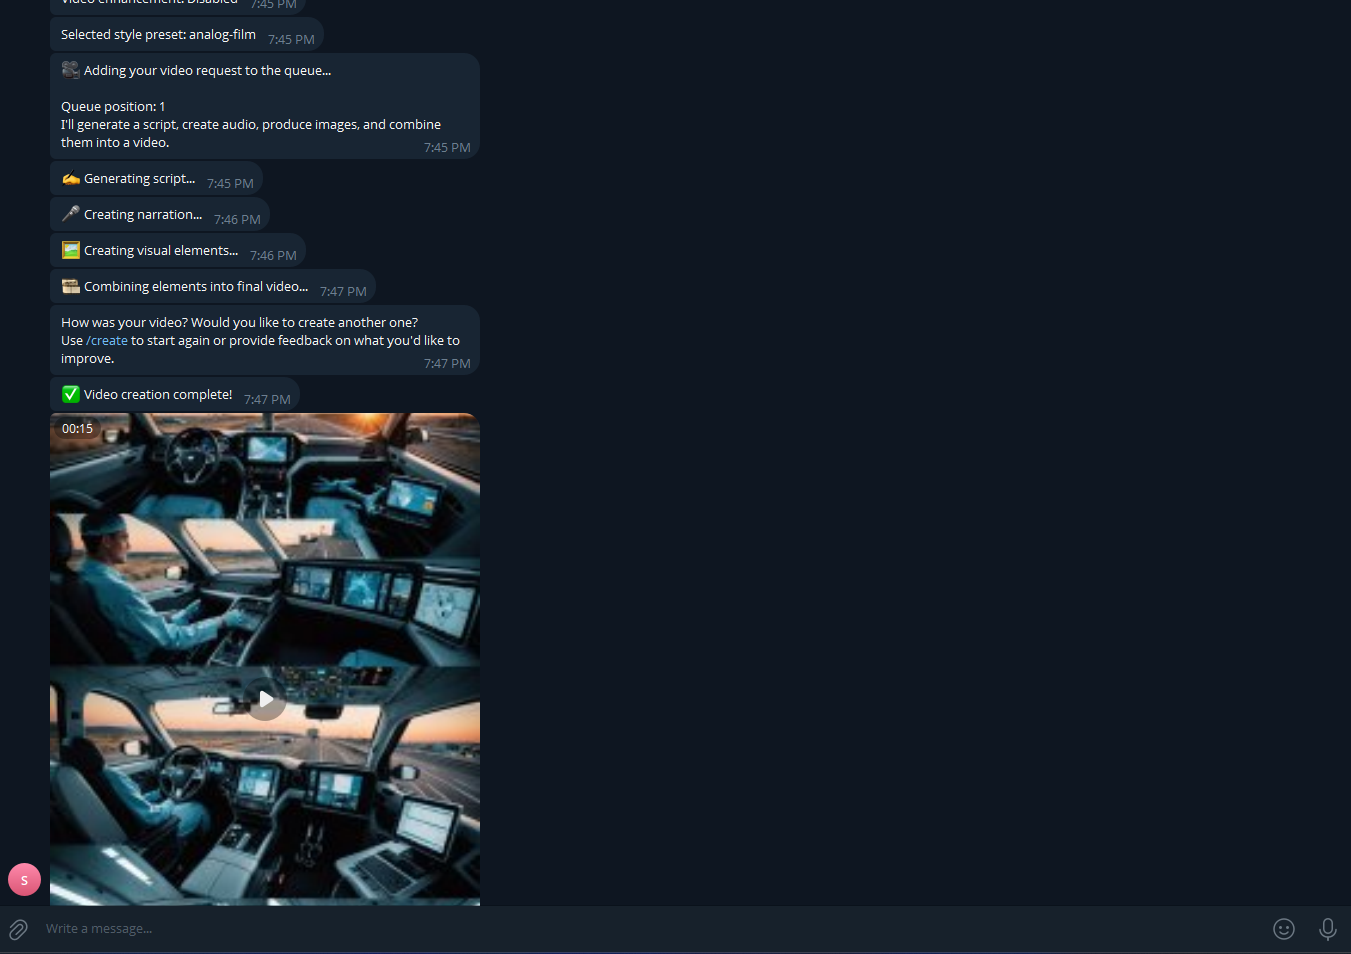 Video enhancement: Disabled 7:45 PM
Selected style preset: analog-film 7:45 PM
Adding your video request to the queue...
Queue position: 1
I'll generate a script, create audio, produce images, and combine
them into a video. 7:45 PM
Generating script... 7:45 PM
Creating narration... 7:46 PM
Creating visual elements... 7:46 PM
Combining elements into final video... 7:47 PM
How was your video? Would you like to create another one?
Use /create to start again or provide feedback on what you'd like to
improve. 7:47 PM
Video creation complete! 7:47 PM
00:15
S
Write a message...